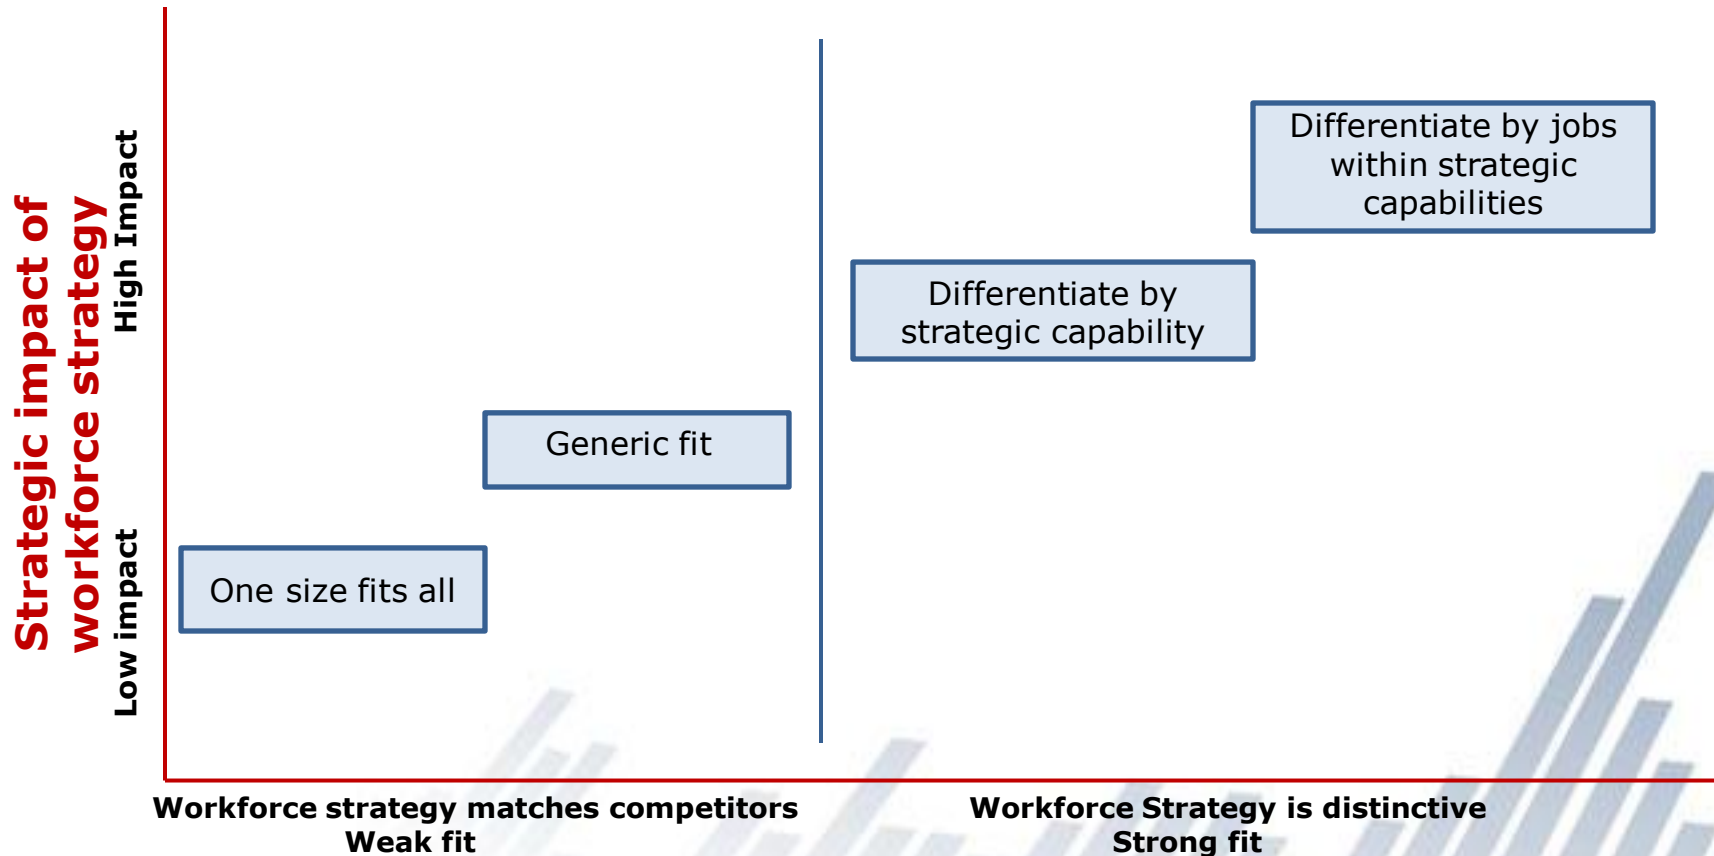 Strategic impact of
workforce strategy
High Impact
Low impact
Differentiate by jobs
within strategic
capabilities
Differentiate by
strategic capability
Generic fit
One size fits all
Workforce strategy matches competitors
Weak fit
Workforce Strategy is distinctive
Strong fit